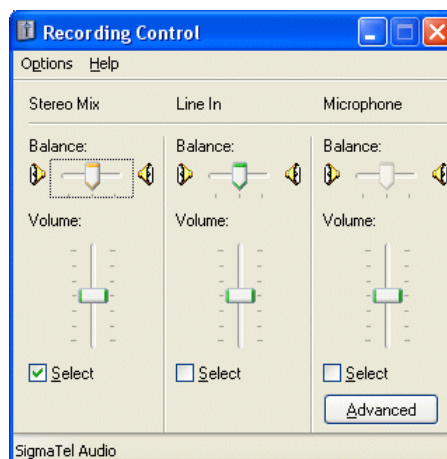 Recording Control
Options Help
Stereo Mix Line In Microphone
Balance: Balance: Balance:
Volume: Volume: Volume:
Select Select Select
Advanced
SigmaTel Audio